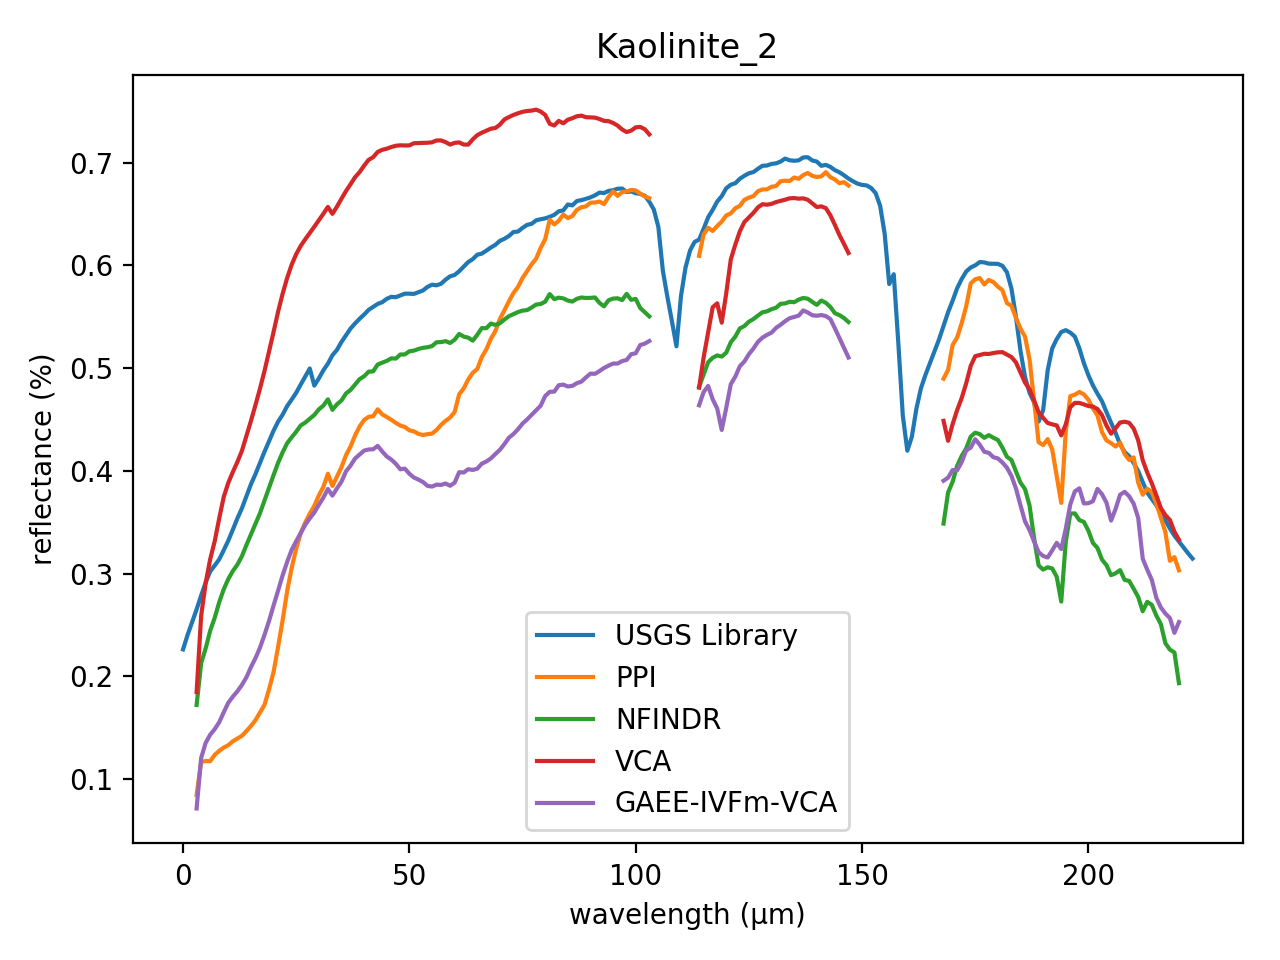 Kaolinite_2
reflectance (%)
0.7
0.6
0.5
0.4
0.3
0.2
0.1
USGS Library
PPI
NFINDR
VCA
GAEE-IVFm-VCA
0 50 100 150 200
wavelength (μm)